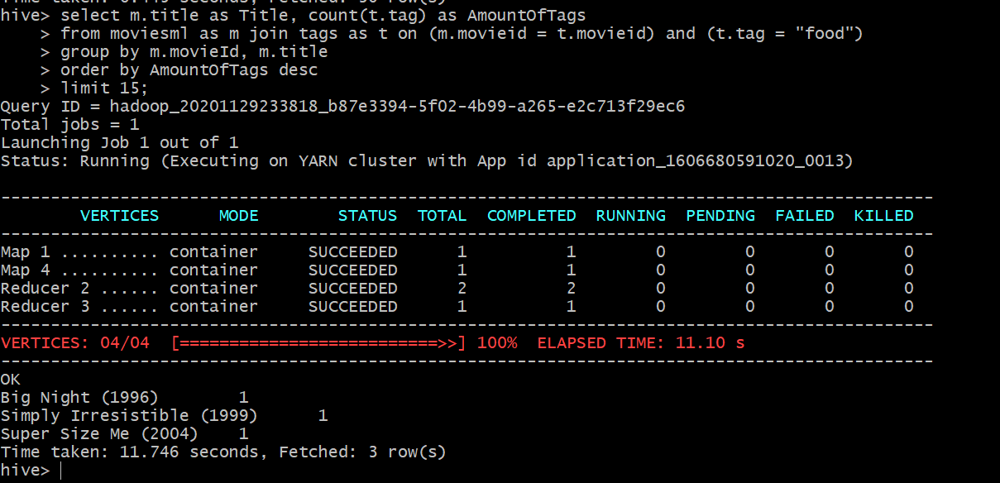 hive> select m.title as Title, count(t.tag) as AmountOfTags
    > from moviesml as m join tags as t on (m.movieid = t.movieid) and (t.tag = "food")
    > group by m.movieId, m.title
    > order by AmountOfTags desc
    > limit 15;
Query ID = hadoop_20201129233818_b87e3394-5f02-4b99-a265-e2c713f29ec6
Total jobs = 1
Launching Job 1 out of 1
Status: Running (Executing on YARN cluster with App id application_1606680591020_0013)
----------------------------------------------------------------------------------------------
        VERTICES      MODE        STATUS  TOTAL  COMPLETED  RUNNING  PENDING  FAILED  KILLED
----------------------------------------------------------------------------------------------
Map 1 .......... container     SUCCEEDED      1          1        0        0       0       0
Map 4 .......... container     SUCCEEDED      1          1        0        0       0       0
Reducer 2 ...... container     SUCCEEDED      2          2        0        0       0       0
Reducer 3 ...... container     SUCCEEDED      1          1        0        0       0       0
----------------------------------------------------------------------------------------------
VERTICES: 04/04  [==========================>>] 100%  ELAPSED TIME: 11.10 s
----------------------------------------------------------------------------------------------
OK
Big Night (1996)        1
Simply Irresistible (1999)      1
Super Size Me (2004)    1
Time taken: 11.746 seconds, Fetched: 3 row(s)
hive>